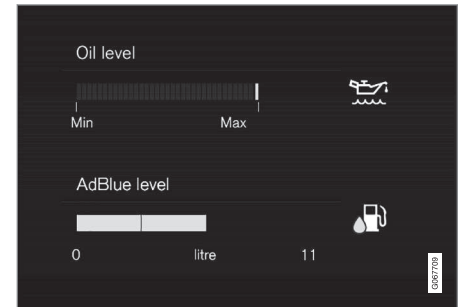 Oil level
Min Max
AdBlue level
0 litre 11
G067709